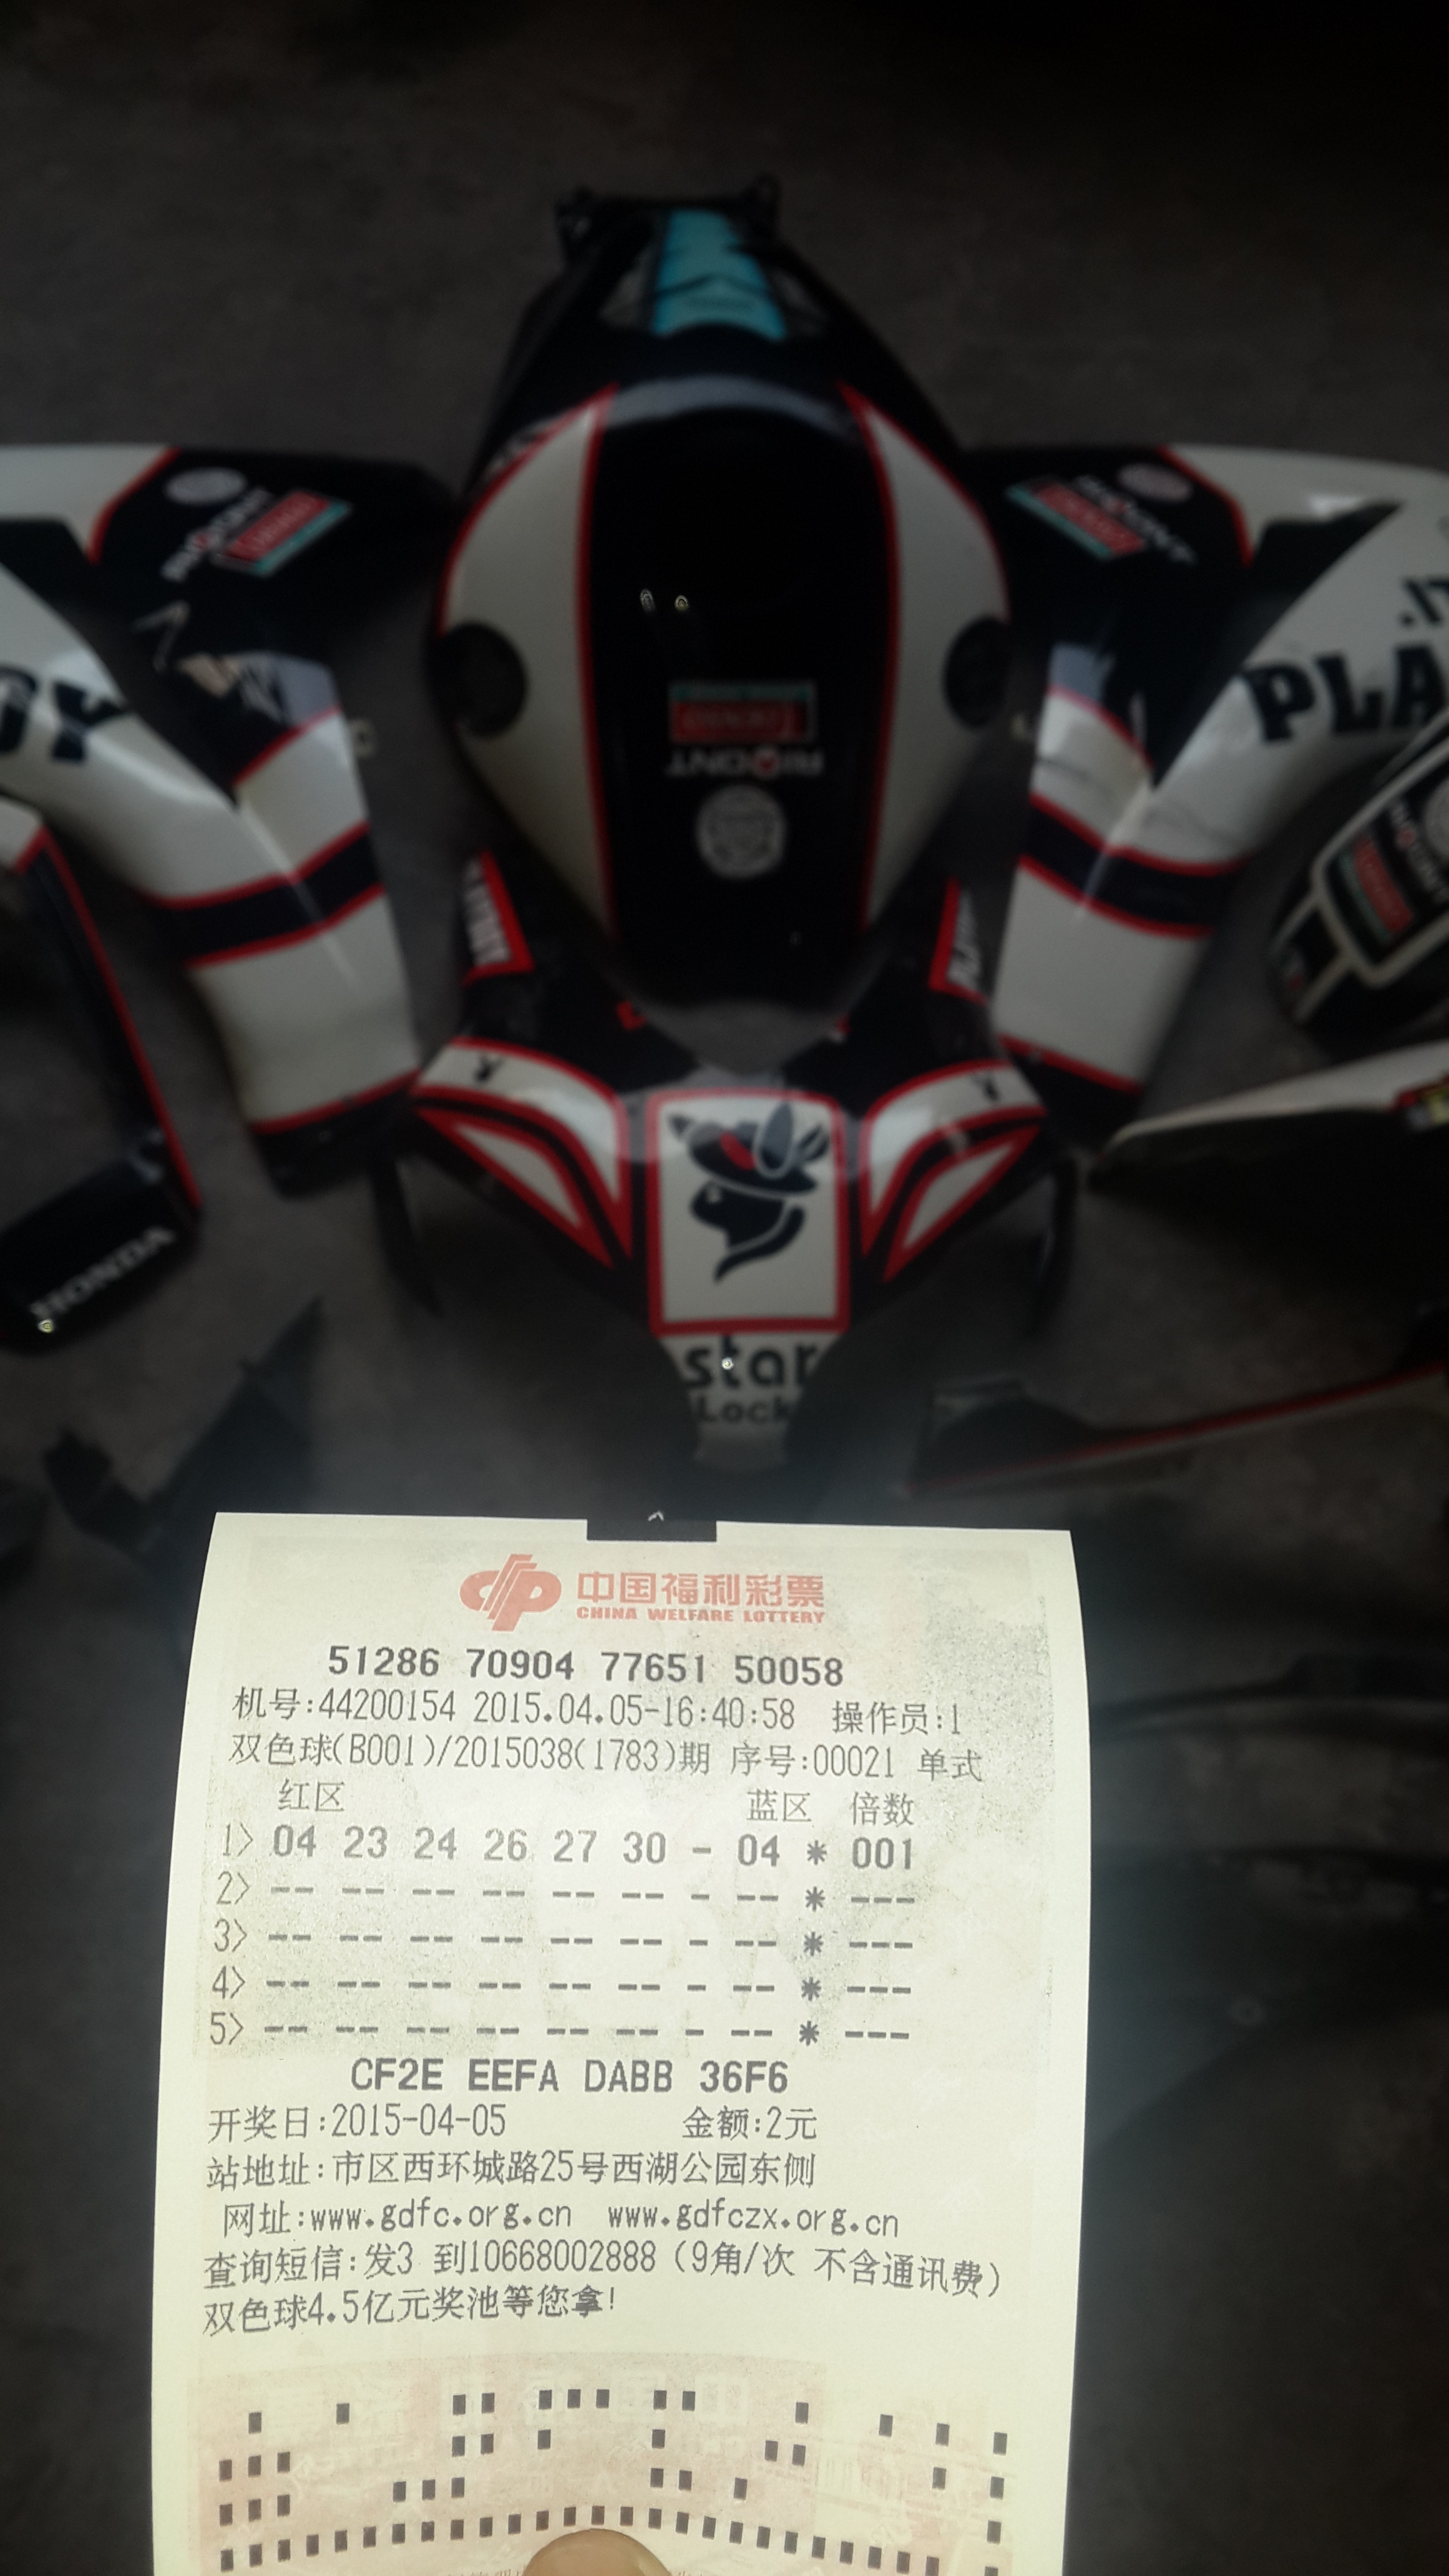 .IT
PLA
OY
RIXONT
HONDA
star
Lock
中国福利彩票
CHINA WELFARE LOTTERY
51286 70904 77651 50058
机号:44200154 2015.04.05-16:40:58 操作员:1
双色球(B001)/2015038(1783)期 序号:00021 单式
红区 蓝区 倍数
1> 04 23 24 26 27 30 - 04 * 001
2> -- -- -- -- -- -- - -- * ---
3> -- -- -- -- -- -- - -- * ---
4> -- -- -- -- -- -- - -- * ---
5> -- -- -- -- -- -- - -- * ---
CF2E EEFA DABB 36F6
开奖日:2015-04-05 金额:2元
站地址:市区西环城路25号西湖公园东侧
网址:www.gdfc.org.cn www.gdfczx.org.cn
查询短信:发3 到10668002888（9角/次 不含通讯费）
双色球4.5亿元奖池等您拿!